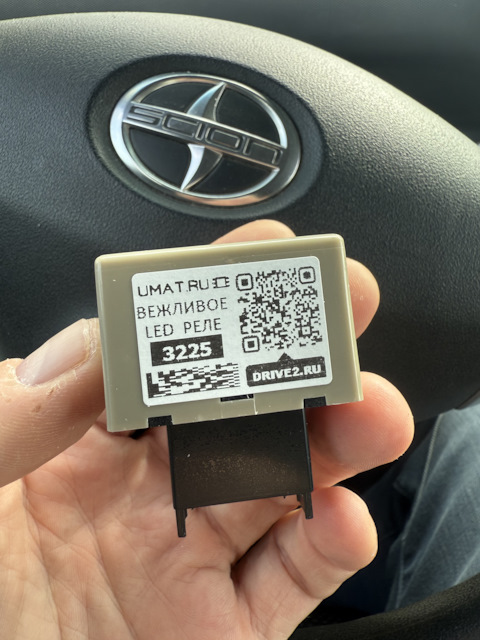 SCION
UMAT.RU
ВЕЖЛИВОЕ
LED РЕЛЕ
3225
DRIVE2.RU